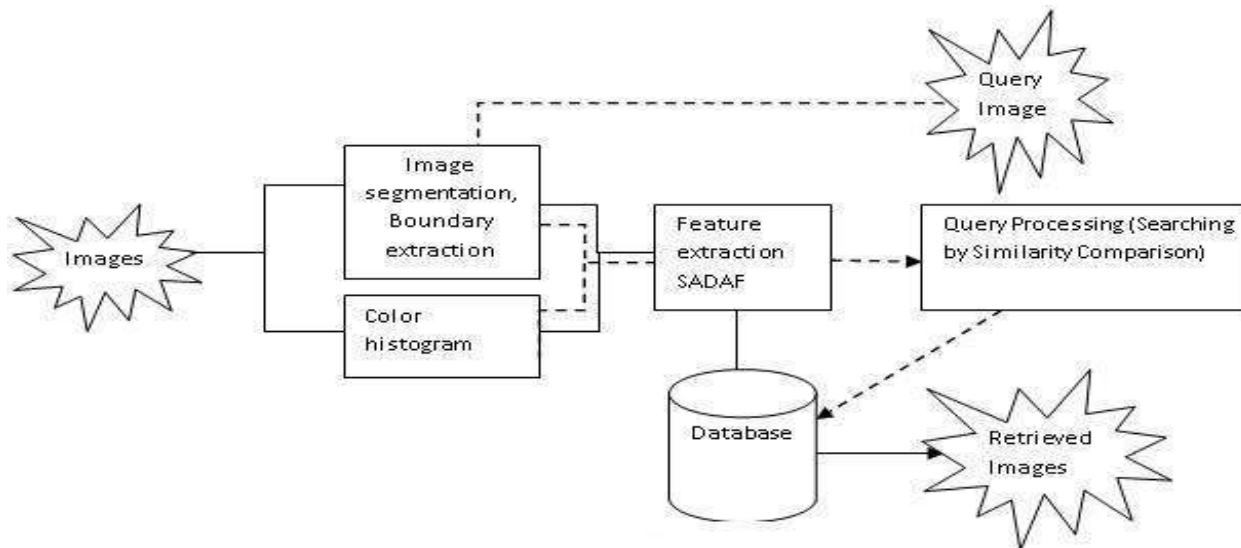 Query
Image
Image
segmentation,
Boundary
extraction
Images
Color
histogram
Feature
extraction
SADAF
Query Processing (Searching
by Similarity Comparison)
Database
Retrieved
Images